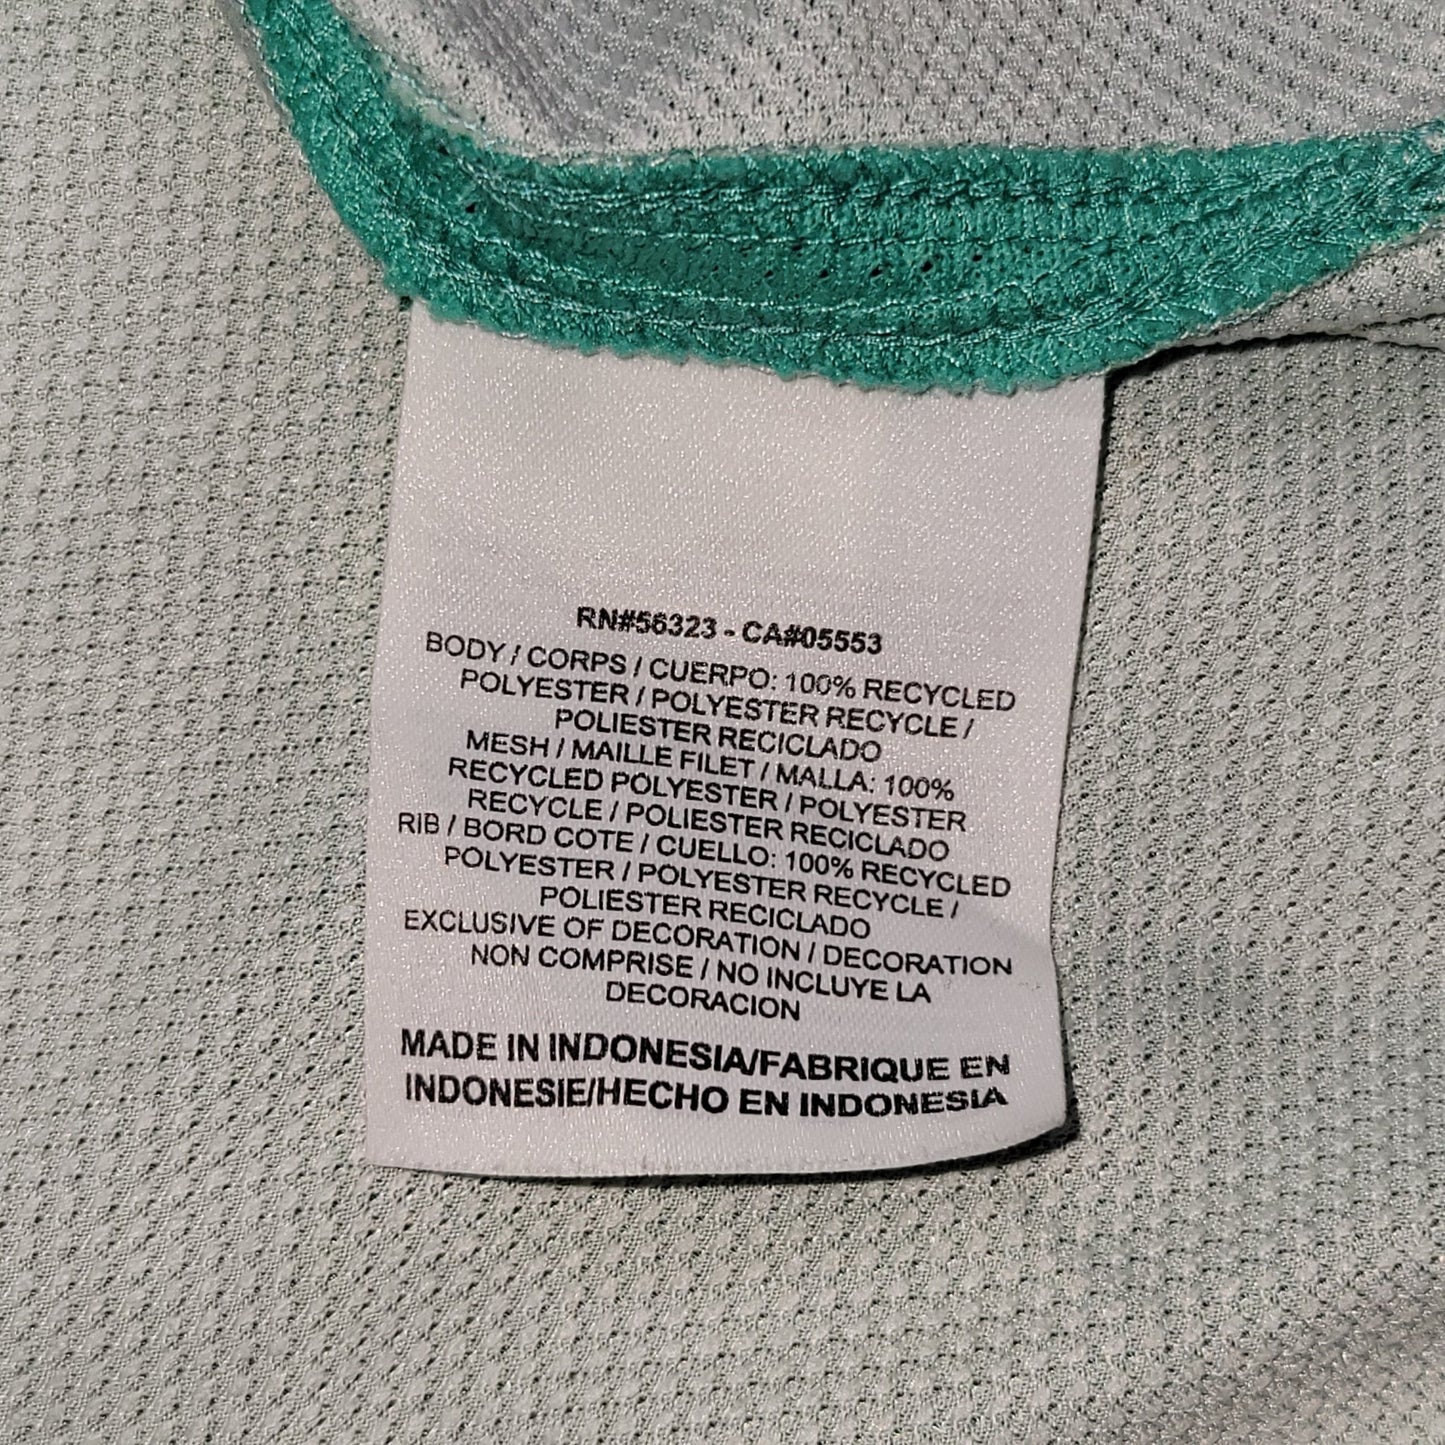 RN#56323 - CA#05553
BODY / CORPS / CUERPO: 100% RECYCLED
POLYESTER / POLYESTER RECYCLE /
POLIESTER RECICLADO
MESH / MAILLE FILET / MALLA: 100%
RECYCLED POLYESTER / POLYESTER
RECYCLE / POLIESTER RECICLADO
RIB / BORD COTE / CUELLO: 100% RECYCLED
POLYESTER / POLYESTER RECYCLE /
POLIESTER RECICLADO
EXCLUSIVE OF DECORATION / DECORATION
NON COMPRISE / NO INCLUYE LA
DECORACION
MADE IN INDONESIA/FABRIQUE EN
INDONESIE/HECHO EN INDONESIA